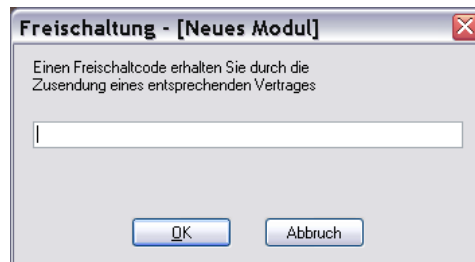 Freischaltung - [Neues Modul]
Einen Freischaltcode erhalten Sie durch die
Zusendung eines entsprechenden Vertrages
OK
Abbruch